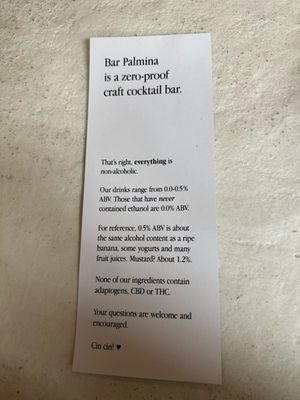 Bar Palmina
is a zero-proof
craft cocktail bar.
That's right, everything is
non-alcoholic.
Our drinks range from 0.0-0.5%
ABV. Those that have never
contained ethanol are 0.0% ABV.
For reference, 0.5% ABV is about
the same alcohol content as a ripe
banana, some yogurts and many
fruit juices. Mustard? About 1.2%.
None of our ingredients contain
adaptogens, CBD or THC.
Your questions are welcome and
encouraged.
Cin cin! ♥